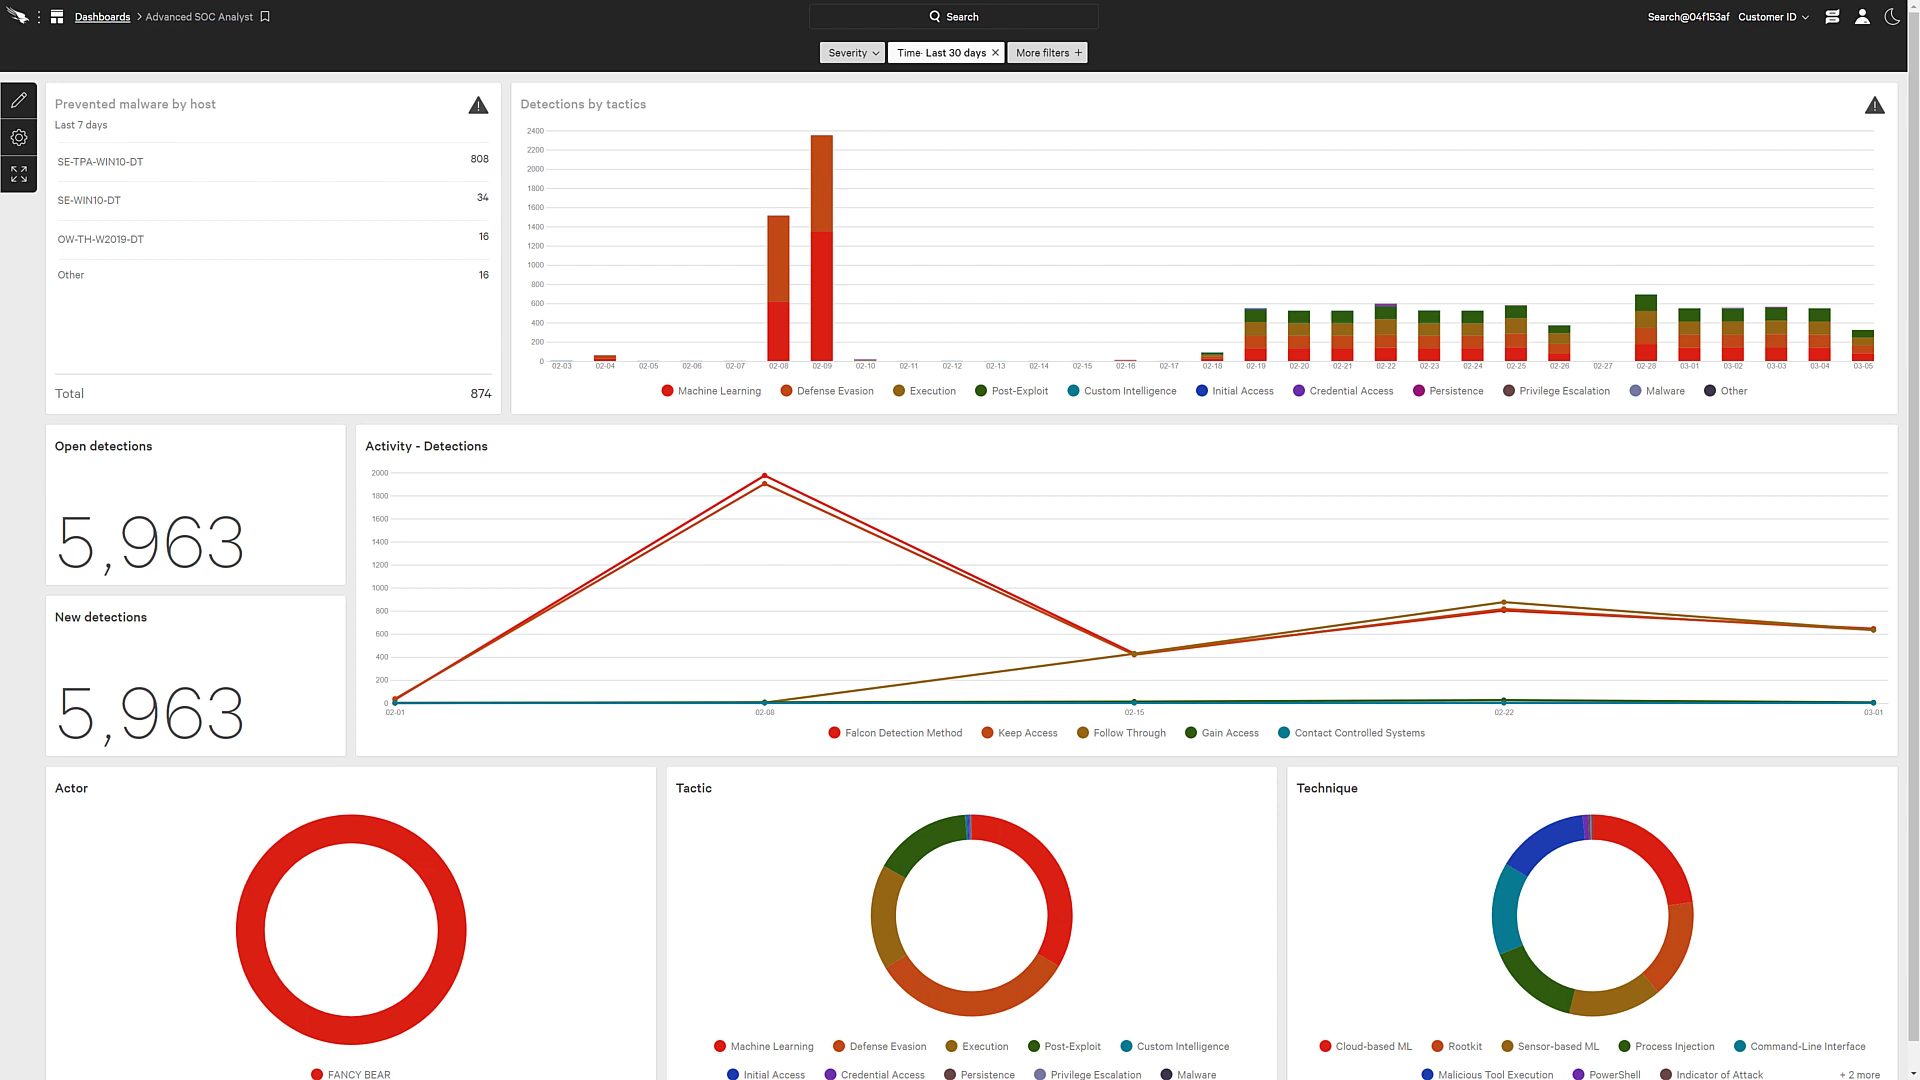 Dashboards > Advanced SOC Analyst
Search
Search@04f153af Customer ID
Severity
Time· Last 30 days ×
More filters +
Prevented malware by host
Last 7 days
SE-TPA-WIN10-DT 808
SE-WIN10-DT 34
OW-TH-W2019-DT 16
Other 16
Total 874
Detections by tactics
2400
2200
2000
1800
1600
1400
1200
1000
800
600
400
200
0
02-03 02-04 02-05 02-06 02-07 02-08 02-09 02-10 02-11 02-12 02-13 02-14 02-15 02-16 02-17 02-18 02-19 02-20 02-21 02-22 02-23 02-24 02-25 02-26 02-27 02-28 03-01 03-02 03-03 03-04 03-05
Machine Learning Defense Evasion Execution Post-Exploit Custom Intelligence Initial Access Credential Access Persistence Privilege Escalation Malware Other
Open detections
5,963
New detections
5,963
Activity - Detections
2000
1800
1600
1400
1200
1000
800
600
400
200
0
02-01 02-08 02-15 02-22 03-01
Falcon Detection Method Keep Access Follow Through Gain Access Contact Controlled Systems
Actor
FANCY BEAR
Tactic
Machine Learning Defense Evasion Execution Post-Exploit Custom Intelligence
Initial Access Credential Access Persistence Privilege Escalation Malware
Technique
Cloud-based ML Rootkit Sensor-based ML Process Injection Command-Line Interface
Malicious Tool Execution PowerShell Indicator of Attack + 2 more